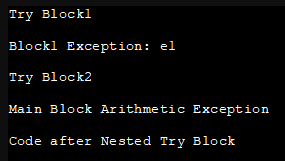 Try Block1
Block1 Exception: e1
Try Block2
Main Block Arithmetic Exception
Code after Nested Try Block